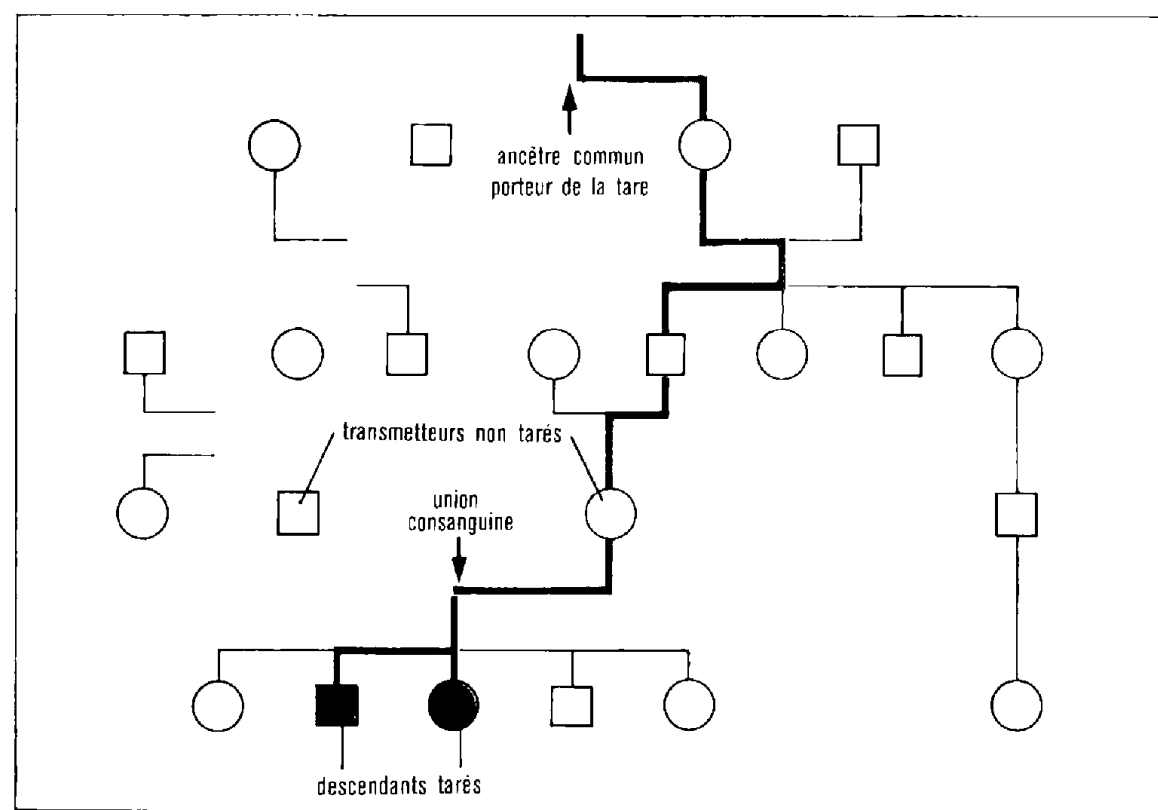 ancêtre commun
porteur de la tare
transmetteurs non tarés
union
consanguine
descendants tarés